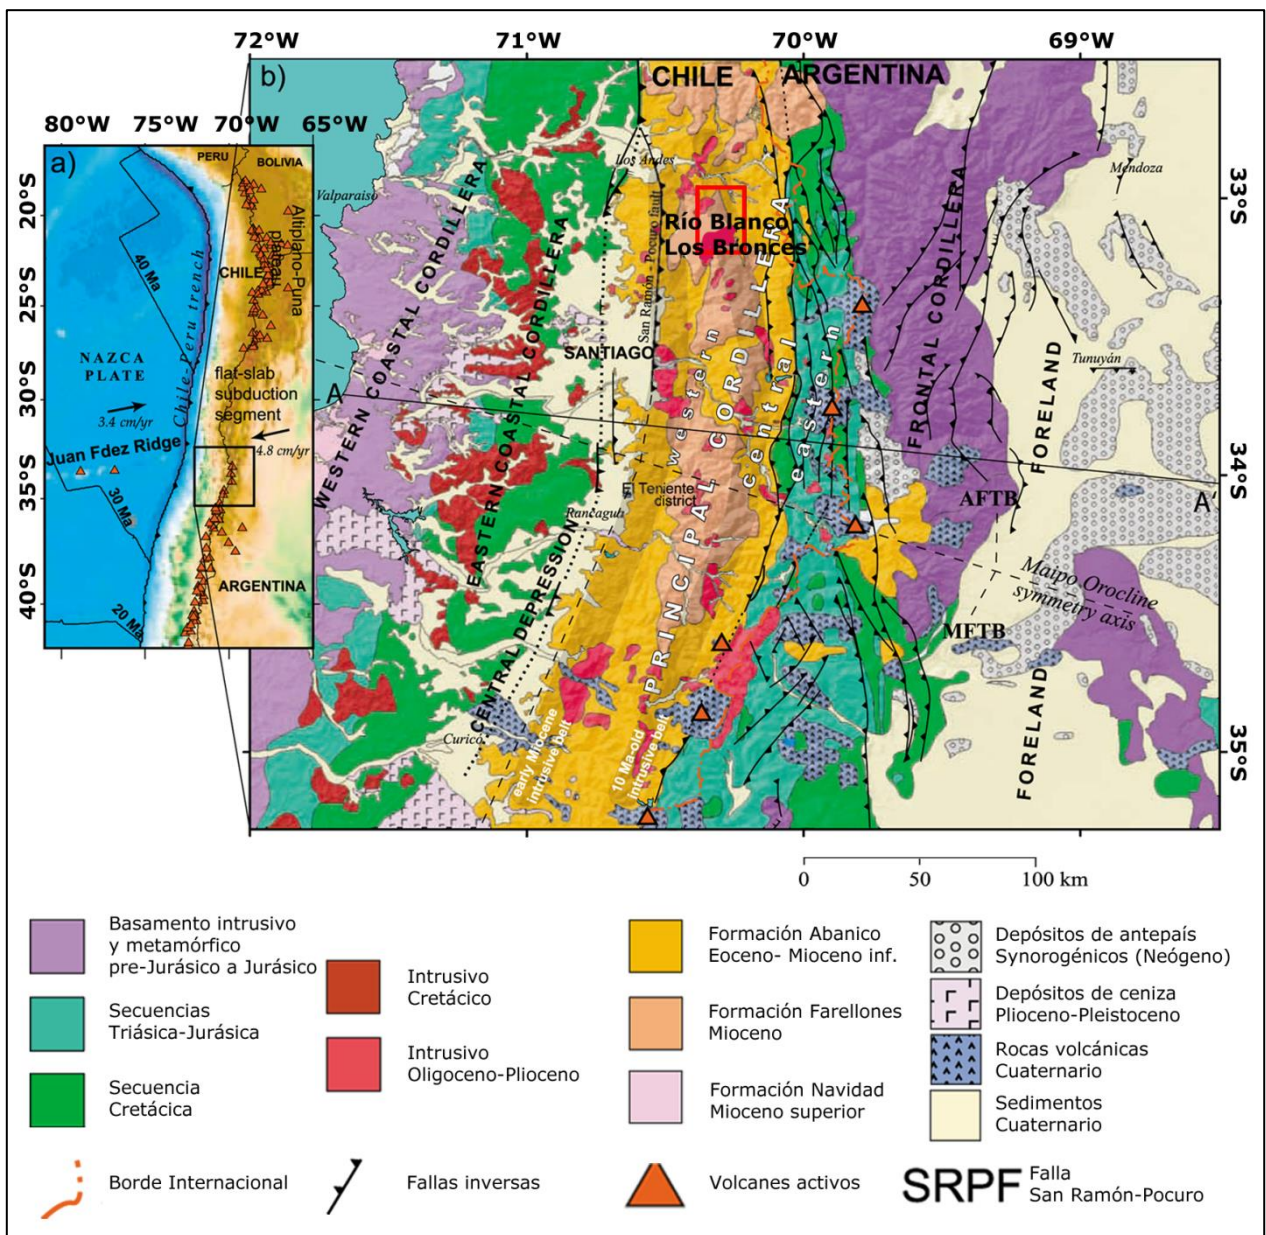 72°W
71°W
70°W
69°W
b)
CHILE
ARGENTINA
80°W
75°W
70°W
65°W
a)
PERU
BOLIVIA
20°S
25°S
30°S
35°S
40°S
40 Ma
Chile-Peru trench
CHILE
Altiplano-Puna
plateau
NAZCA
PLATE
3.4 cm/yr
flat-slab
subduction
segment
4.8 cm/yr
Juan Fdez Ridge
30 Ma
20 Ma
ARGENTINA
Valparaiso
Los Andes
Mendoza
33°S
Río Blanco
Los Bronces
San Ramón - Pocuro fault
SANTIAGO
WESTERN COASTAL CORDILLERA
EASTERN COASTAL CORDILLERA
CENTRAL DEPRESSION
PRINCIPAL CORDILLERA
western
central
eastern
FRONTAL CORDILLERA
FORELAND
Tunuyán
A
A'
34°S
Teniente
district
Rancagua
AFTB
Maipo Orocline
symmetry axis
MFTB
FORELAND
Curicó
early Miocene
intrusive belt
10 Ma-old
intrusive belt
35°S
0 50 100 km
Basamento intrusivo
y metamórfico
pre-Jurásico a Jurásico
Secuencias
Triásica-Jurásica
Secuencia
Cretácica
Intrusivo
Cretácico
Intrusivo
Oligoceno-Plioceno
Formación Abanico
Eoceno- Mioceno inf.
Formación Farellones
Mioceno
Formación Navidad
Mioceno superior
Depósitos de antepaís
Synorogénicos (Neógeno)
Depósitos de ceniza
Plioceno-Pleistoceno
Rocas volcánicas
Cuaternario
Sedimentos
Cuaternario
Borde Internacional
Fallas inversas
Volcanes activos
SRPF
Falla
San Ramón-Pocuro